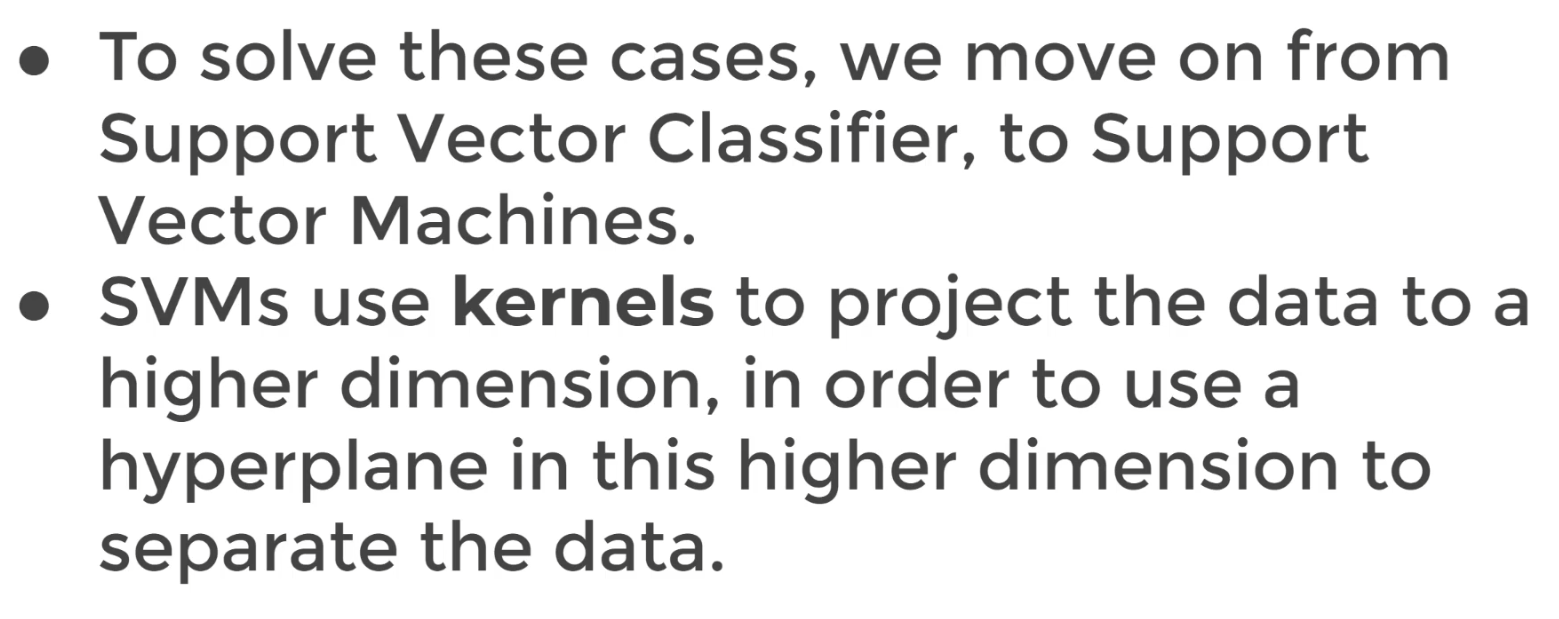 ● To solve these cases, we move on from
Support Vector Classifier, to Support
Vector Machines.
● SVMs use kernels to project the data to a
higher dimension, in order to use a
hyperplane in this higher dimension to
separate the data.